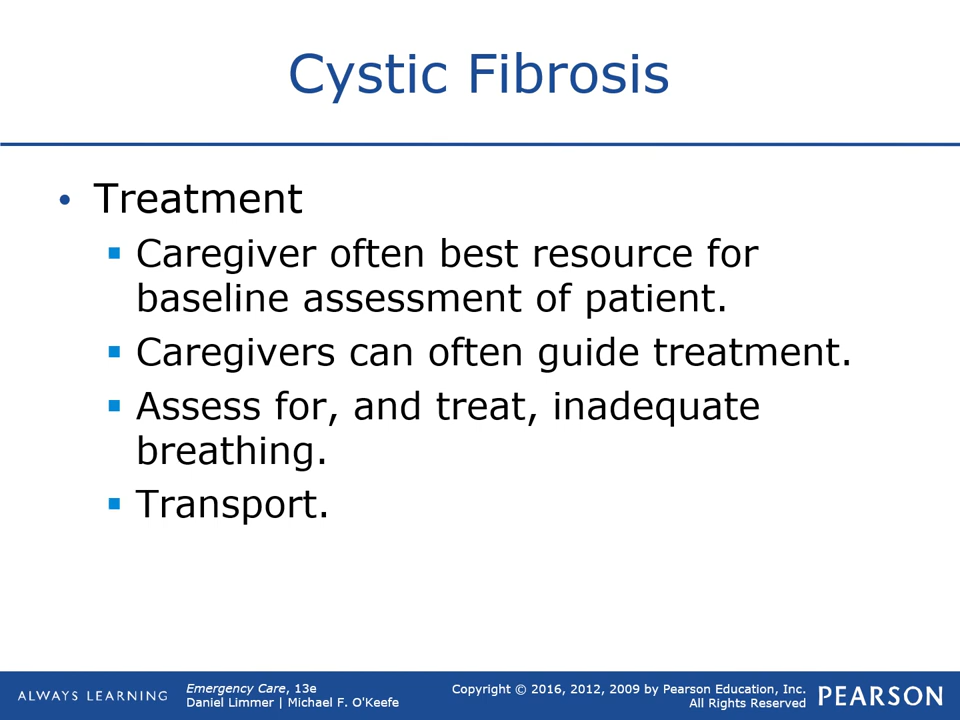 Cystic Fibrosis
• Treatment
▪ Caregiver often best resource for
baseline assessment of patient.
▪ Caregivers can often guide treatment.
▪ Assess for, and treat, inadequate
breathing.
▪ Transport.
ALWAYS LEARNING
Emergency Care, 13e
Daniel Limmer | Michael F. O'Keefe
Copyright © 2016, 2012, 2009 by Pearson Education, Inc.
All Rights Reserved
PEARSON